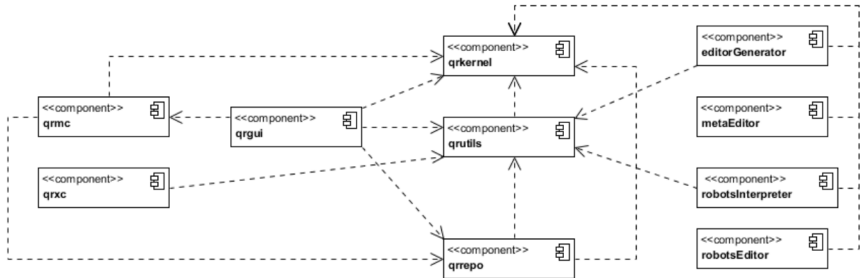 <<component>>
qrkernel
<<component>>
editorGenerator
<<component>>
qrmc
<<component>>
qrgui
<<component>>
qrutils
<<component>>
metaEditor
<<component>>
qrxc
<<component>>
robotsInterpreter
<<component>>
qrrepo
<<component>>
robotsEditor